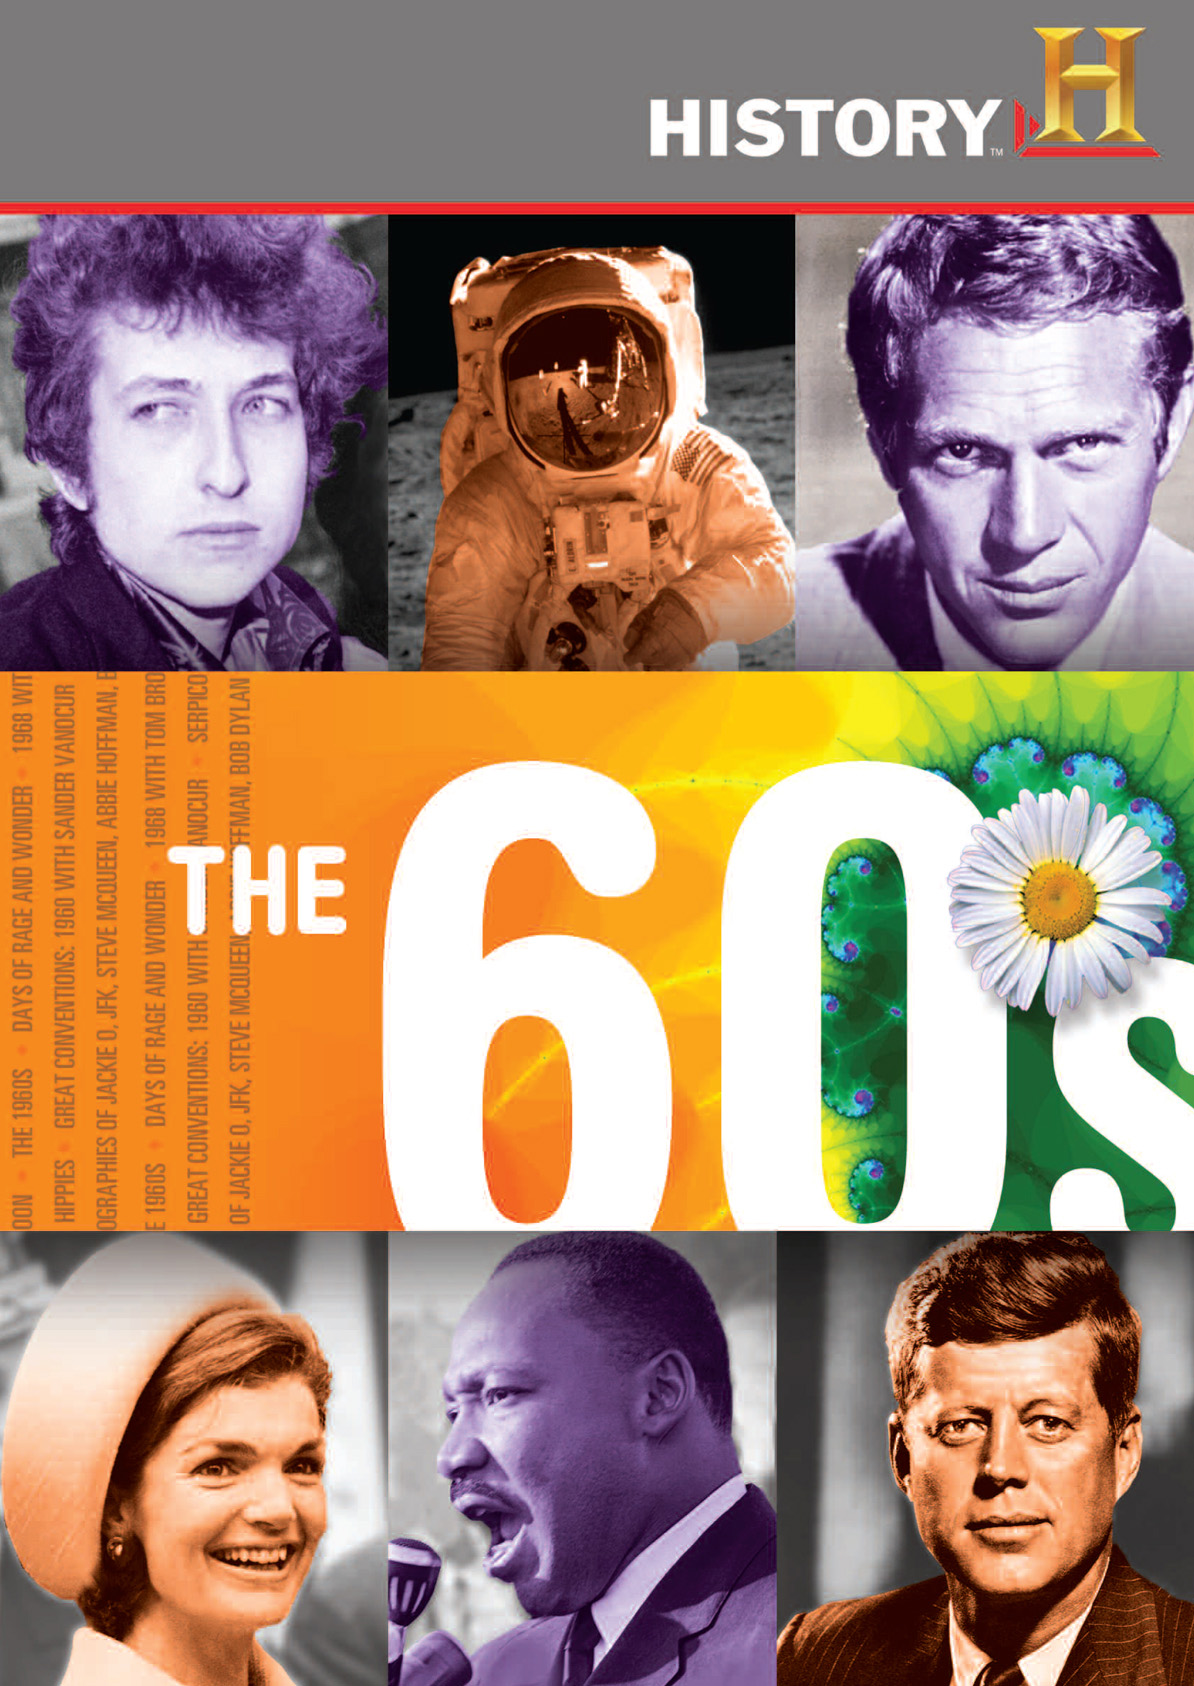 HISTORY™
H
OON • THE 1960S • DAYS OF RAGE AND WONDER • 1968 WIT
HIPPIES • GREAT CONVENTIONS: 1960 WITH SANDER VANOCUR
OGRAPHIES OF JACKIE O, JFK, STEVE MCQUEEN, ABBIE HOFFMAN, B
E 1960S • DAYS OF RAGE AND WONDER • 1968 WITH TOM BRO
GREAT CONVENTIONS: 1960 WITH ANOCUR • SERPICO
OF JACKIE O, JFK, STEVE MCQUEEN, FFMAN, BOB DYLAN
THE
60s